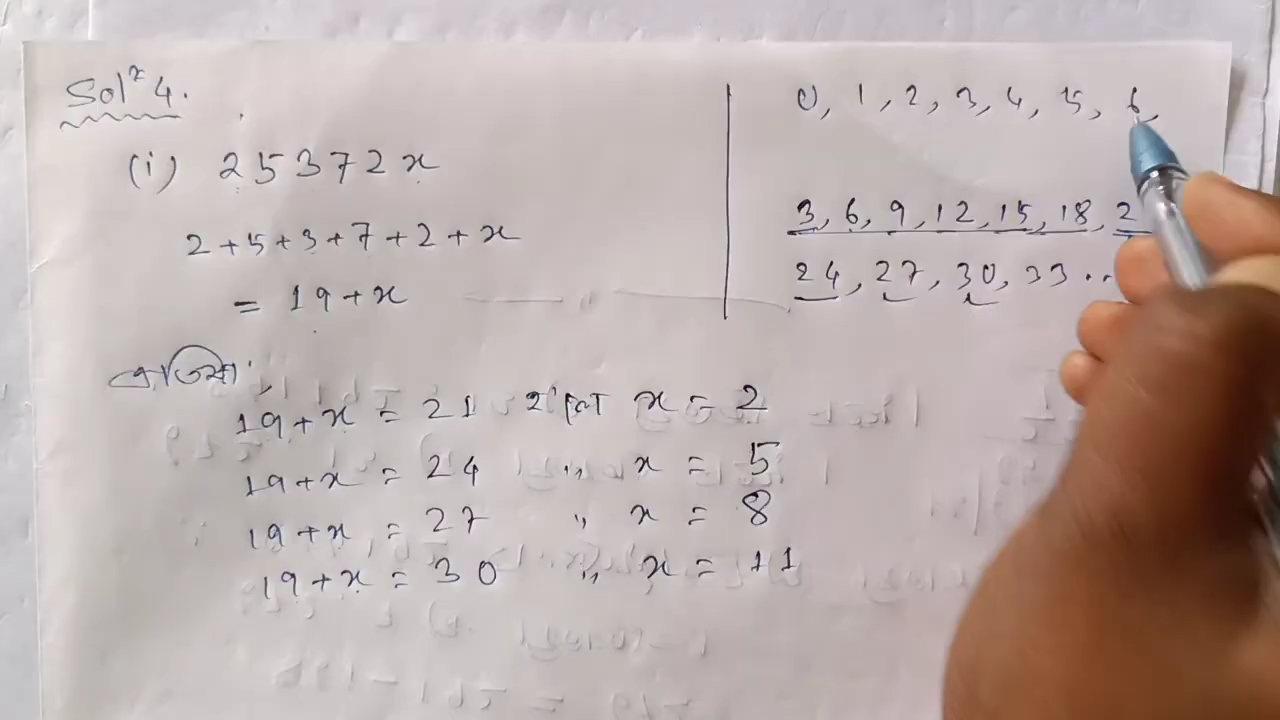 Solⁿ 4.
(i) 25372x
2+5+3+7+2+x
= 19+x
0, 1, 2, 3, 4, 5, 6,
3, 6, 9, 12, 15, 18, 2
24, 27, 30, 33 ..
19+x = 21 হলে x = 2
19+x = 24 ,, x = 5
19+x = 27 ,, x = 8
19+x = 30 ,, x = 11